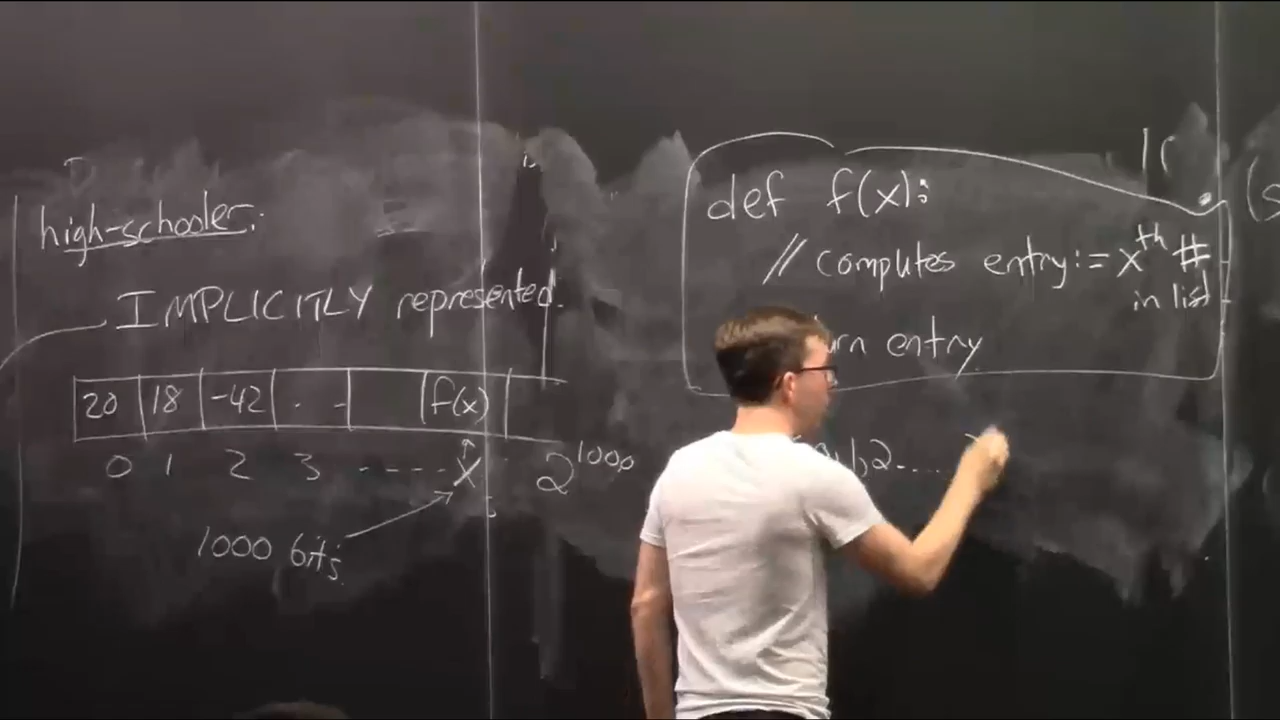 high-schooler:
IMPLICITLY represented.
20 18 -42 . - f(x)
0 1 2 3 ----- x 2^1000
1000 bits
def f(x):
// computes entry:= x^th #
in list
entry